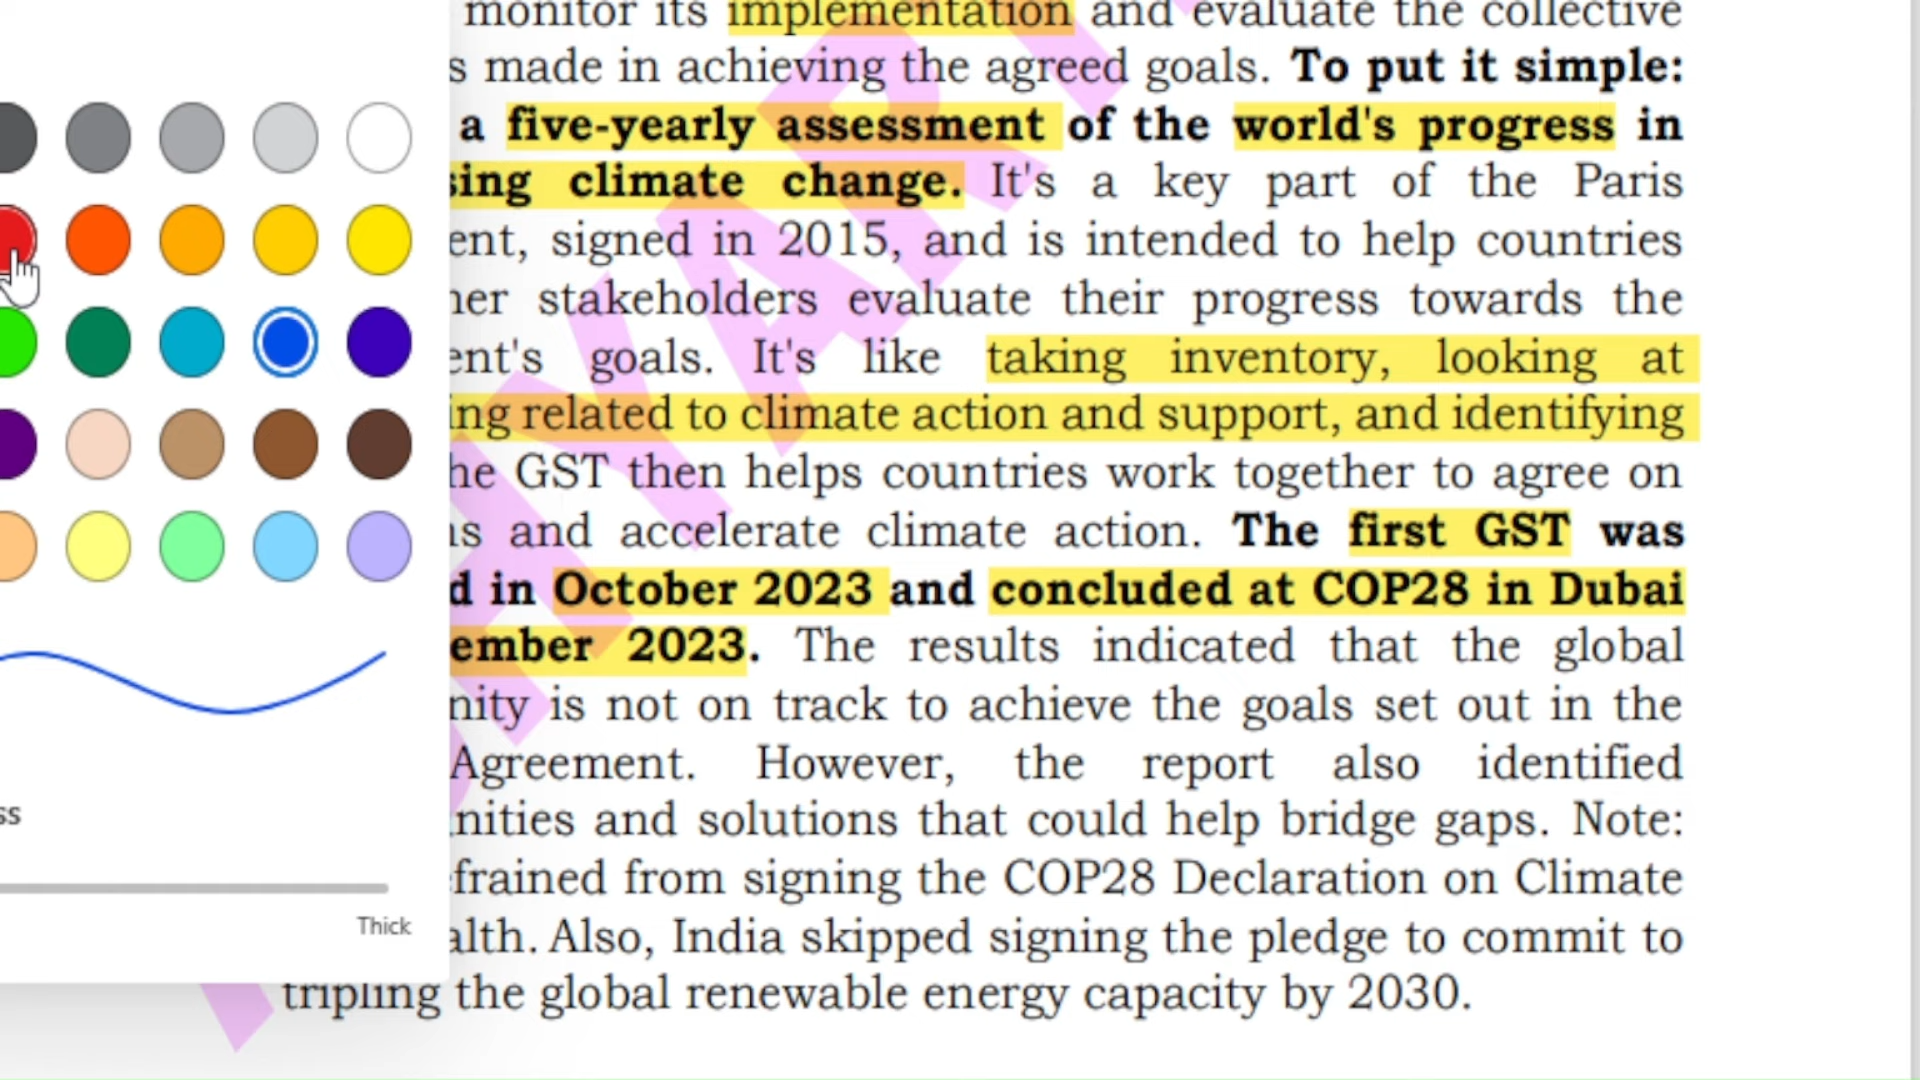 monitor its implementation and evaluate the collective
s made in achieving the agreed goals. To put it simple:
a five-yearly assessment of the world's progress in
sing climate change. It's a key part of the Paris
ent, signed in 2015, and is intended to help countries
her stakeholders evaluate their progress towards the
ent's goals. It's like taking inventory, looking at
ing related to climate action and support, and identifying
he GST then helps countries work together to agree on
ns and accelerate climate action. The first GST was
d in October 2023 and concluded at COP28 in Dubai
ember 2023. The results indicated that the global
nity is not on track to achieve the goals set out in the
Agreement. However, the report also identified
nities and solutions that could help bridge gaps. Note:
frained from signing the COP28 Declaration on Climate
alth. Also, India skipped signing the pledge to commit to
tripling the global renewable energy capacity by 2030.
ss
Thick